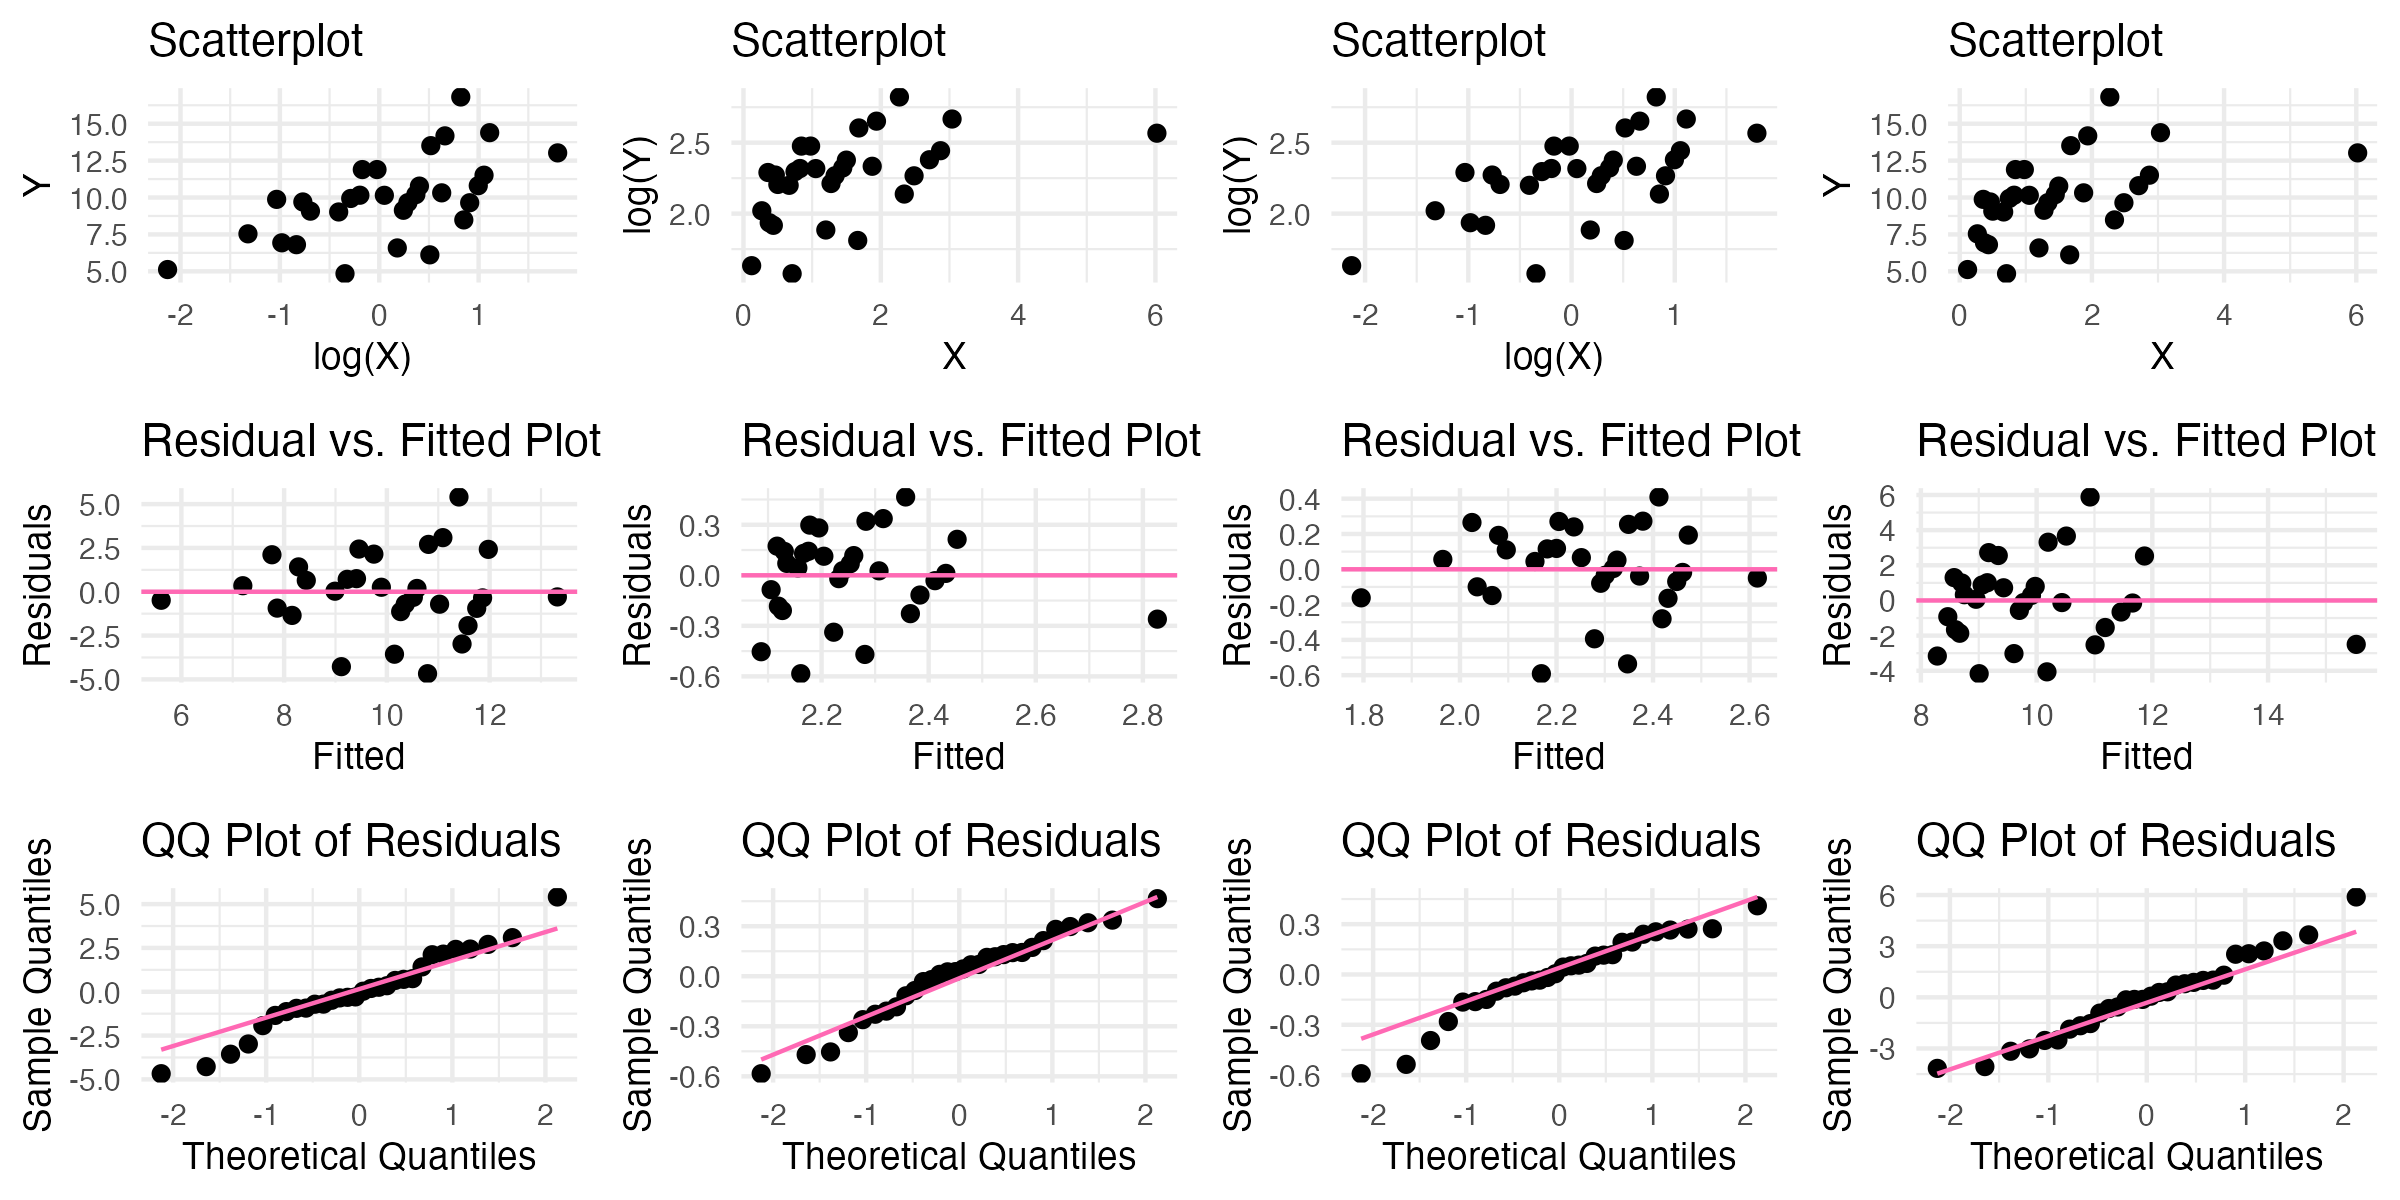 Scatterplot
Scatterplot
Scatterplot
Scatterplot
Y
15.0
12.5
10.0
7.5
5.0
-2 -1 0 1
log(X)
log(Y)
2.5
2.0
0 2 4 6
X
log(Y)
2.5
2.0
-2 -1 0 1
log(X)
Y
15.0
12.5
10.0
7.5
5.0
0 2 4 6
X
Residual vs. Fitted Plot
Residual vs. Fitted Plot
Residual vs. Fitted Plot
Residual vs. Fitted Plot
Residuals
5.0
2.5
0.0
-2.5
-5.0
6 8 10 12
Fitted
Residuals
0.3
0.0
-0.3
-0.6
2.2 2.4 2.6 2.8
Fitted
Residuals
0.4
0.2
0.0
-0.2
-0.4
-0.6
1.8 2.0 2.2 2.4 2.6
Fitted
Residuals
6
4
2
0
-2
-4
8 10 12 14
Fitted
QQ Plot of Residuals
QQ Plot of Residuals
QQ Plot of Residuals
QQ Plot of Residuals
Sample Quantiles
5.0
2.5
0.0
-2.5
-5.0
-2 -1 0 1 2
Theoretical Quantiles
Sample Quantiles
0.3
0.0
-0.3
-0.6
-2 -1 0 1 2
Theoretical Quantiles
Sample Quantiles
0.3
0.0
-0.3
-0.6
-2 -1 0 1 2
Theoretical Quantiles
Sample Quantiles
6
3
0
-3
-2 -1 0 1 2
Theoretical Quantiles